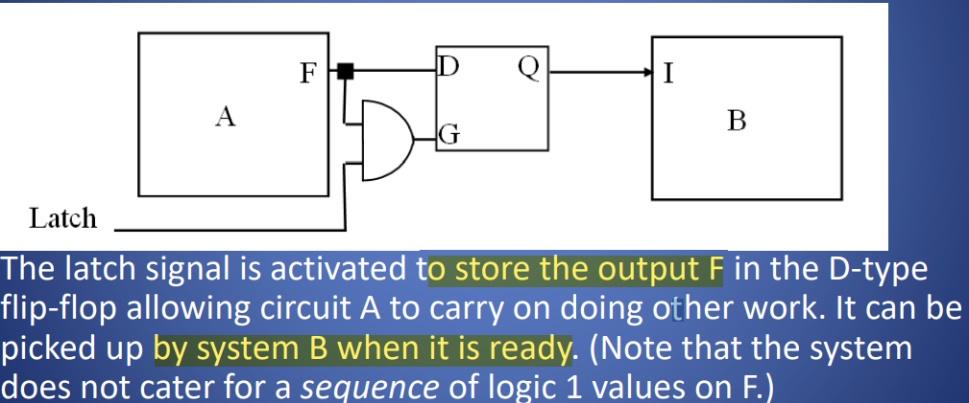 F D Q I
A B
G
Latch
The latch signal is activated to store the output F in the D-type
flip-flop allowing circuit A to carry on doing other work. It can be
picked up by system B when it is ready. (Note that the system
does not cater for a sequence of logic 1 values on F.)